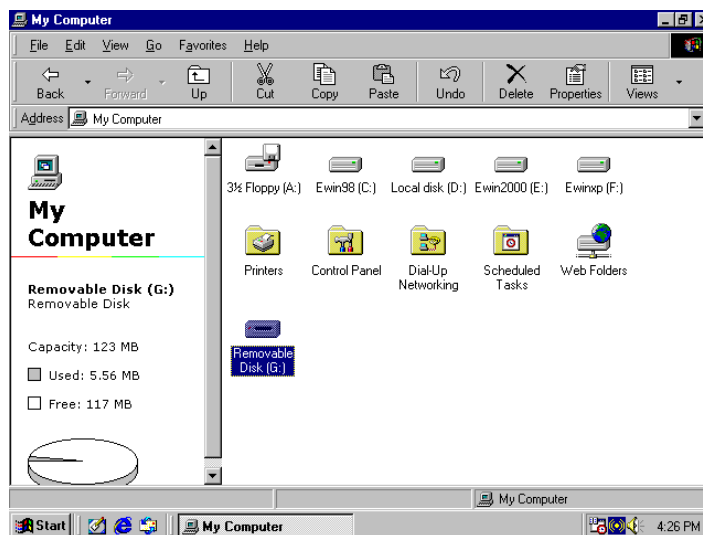 My Computer
File Edit View Go Favorites Help
Back Forward Up Cut Copy Paste Undo Delete Properties Views
Address My Computer
3½ Floppy (A:) Ewin98 (C:) Local disk (D:) Ewin2000 (E:) Ewinxp (F:)
My
Computer
Printers Control Panel Dial-Up Networking Scheduled Tasks Web Folders
Removable Disk (G:)
Removable Disk
Capacity: 123 MB
Used: 5.56 MB
Free: 117 MB
Removable
Disk (G:)
My Computer
Start My Computer 4:26 PM